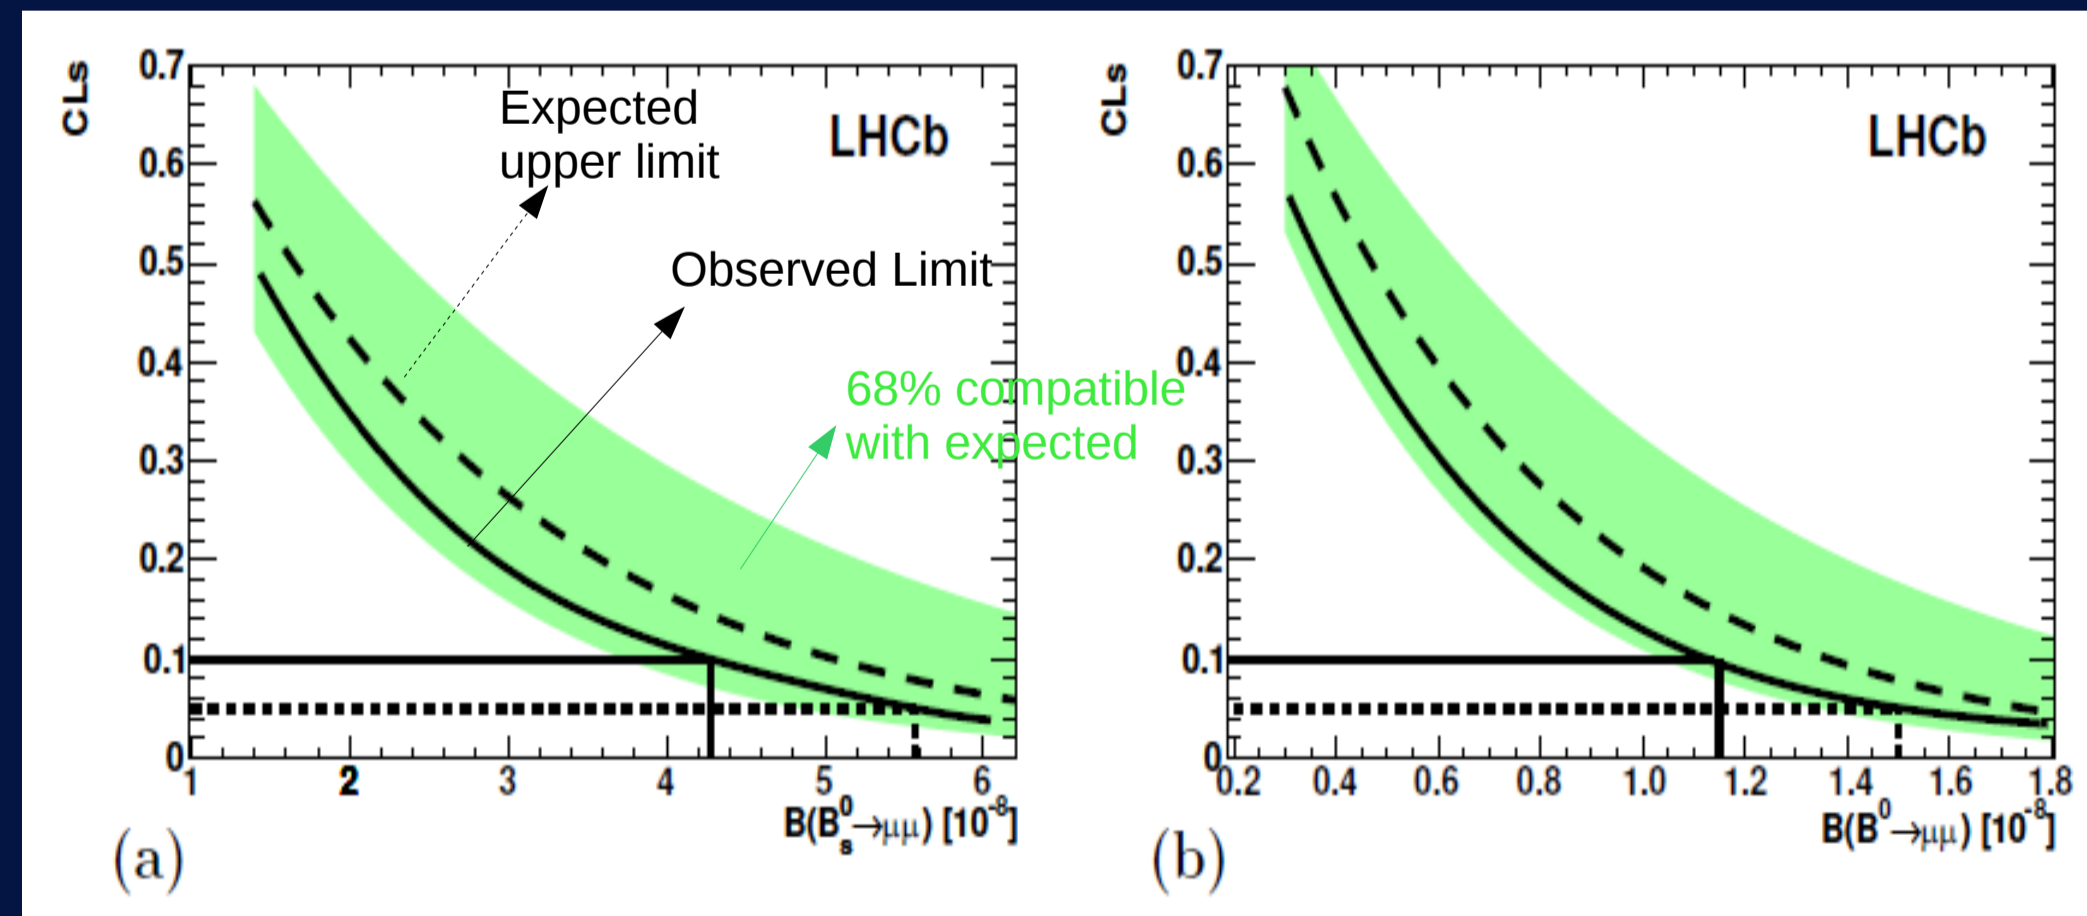 CLs
0.7
0.6
0.5
0.4
0.3
0.2
0.1
0
Expected
upper limit
LHCb
Observed Limit
68% compatible
with expected
1 2 3 4 5 6
B(B⁰ₛ→μμ) [10⁻⁸]
(a)
CLs
0.7
0.6
0.5
0.4
0.3
0.2
0.1
0
LHCb
0.2 0.4 0.6 0.8 1.0 1.2 1.4 1.6 1.8
B(B⁰→μμ) [10⁻⁸]
(b)